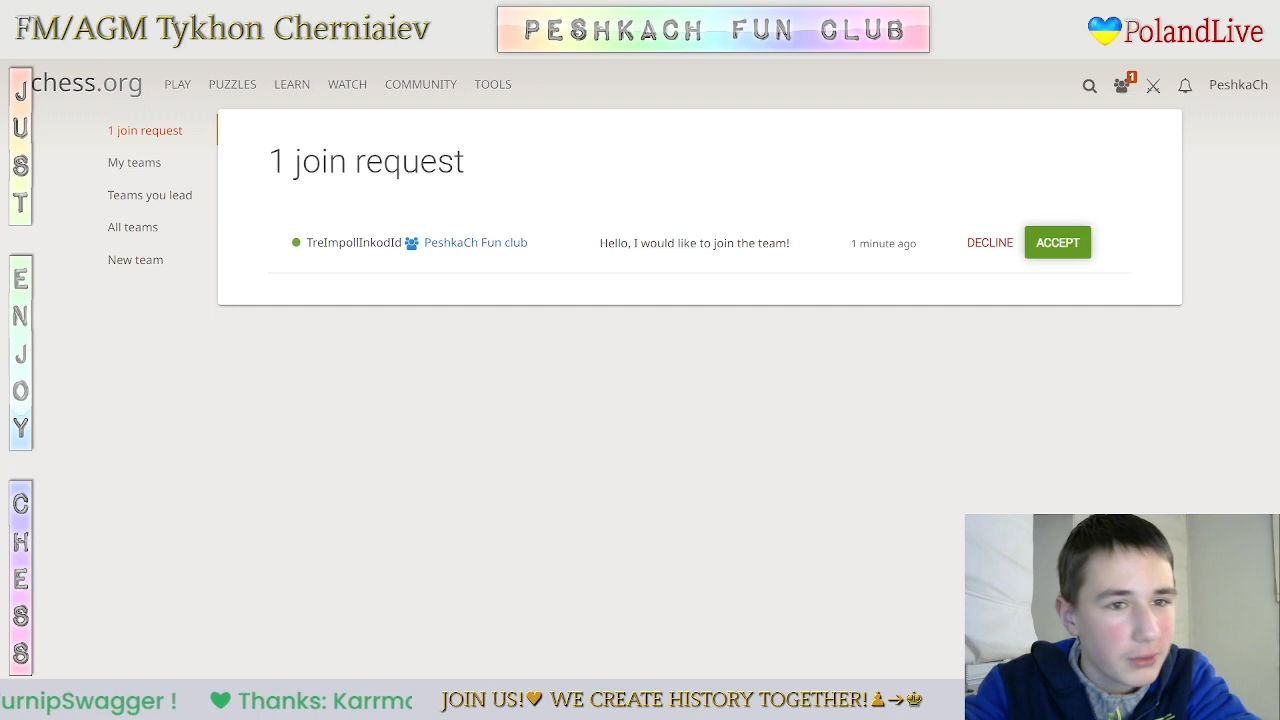 FM/AGM Tykhon Cherniaiev
PESHKACH FUN CLUB
PolandLive
chess.org
PLAY
PUZZLES
LEARN
WATCH
COMMUNITY
TOOLS
1
PeshkaCh
JUST
ENJOY
CHESS
1 join request
My teams
Teams you lead
All teams
New team
1 join request
TreImpollInkodId PeshkaCh Fun club Hello, I would like to join the team! 1 minute ago DECLINE ACCEPT
urnipSwagger ! 💚 Thanks: Karrmo
JOIN US!🧡 WE CREATE HISTORY TOGETHER!♟➔♚